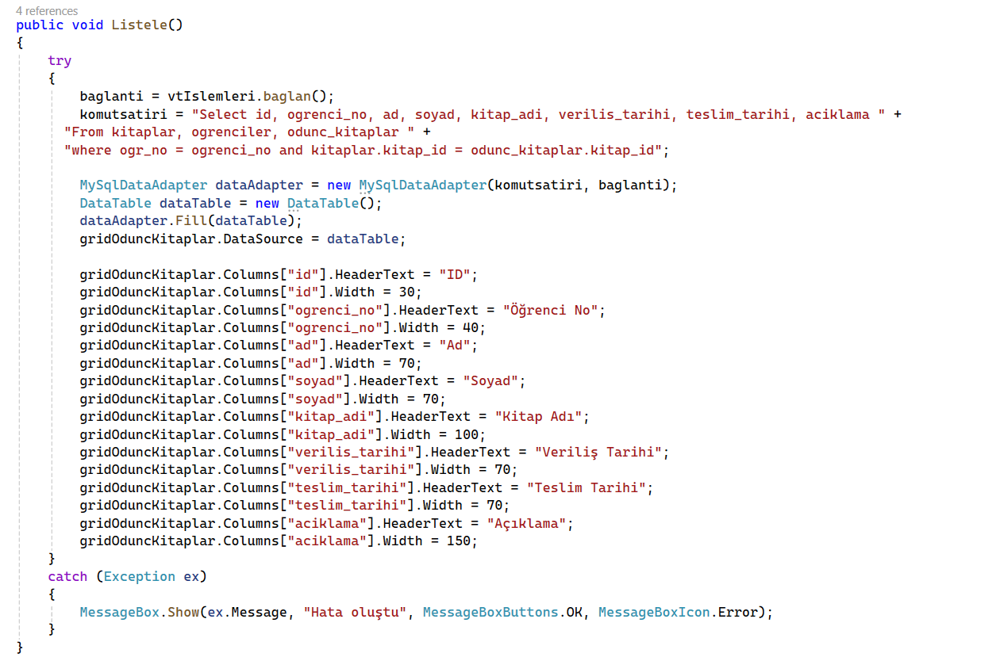 4 references
public void Listele()
{
    try
    {
        baglanti = vtIslemleri.baglan();
        komutsatiri = "Select id, ogrenci_no, ad, soyad, kitap_adi, verilis_tarihi, teslim_tarihi, aciklama " +
      "From kitaplar, ogrenciler, odunc_kitaplar " +
      "where ogr_no = ogrenci_no and kitaplar.kitap_id = odunc_kitaplar.kitap_id";

        MySqlDataAdapter dataAdapter = new MySqlDataAdapter(komutsatiri, baglanti);
        DataTable dataTable = new DataTable();
        dataAdapter.Fill(dataTable);
        gridOduncKitaplar.DataSource = dataTable;

        gridOduncKitaplar.Columns["id"].HeaderText = "ID";
        gridOduncKitaplar.Columns["id"].Width = 30;
        gridOduncKitaplar.Columns["ogrenci_no"].HeaderText = "Öğrenci No";
        gridOduncKitaplar.Columns["ogrenci_no"].Width = 40;
        gridOduncKitaplar.Columns["ad"].HeaderText = "Ad";
        gridOduncKitaplar.Columns["ad"].Width = 70;
        gridOduncKitaplar.Columns["soyad"].HeaderText = "Soyad";
        gridOduncKitaplar.Columns["soyad"].Width = 70;
        gridOduncKitaplar.Columns["kitap_adi"].HeaderText = "Kitap Adı";
        gridOduncKitaplar.Columns["kitap_adi"].Width = 100;
        gridOduncKitaplar.Columns["verilis_tarihi"].HeaderText = "Veriliş Tarihi";
        gridOduncKitaplar.Columns["verilis_tarihi"].Width = 70;
        gridOduncKitaplar.Columns["teslim_tarihi"].HeaderText = "Teslim Tarihi";
        gridOduncKitaplar.Columns["teslim_tarihi"].Width = 70;
        gridOduncKitaplar.Columns["aciklama"].HeaderText = "Açıklama";
        gridOduncKitaplar.Columns["aciklama"].Width = 150;
    }
    catch (Exception ex)
    {
        MessageBox.Show(ex.Message, "Hata oluştu", MessageBoxButtons.OK, MessageBoxIcon.Error);
    }
}